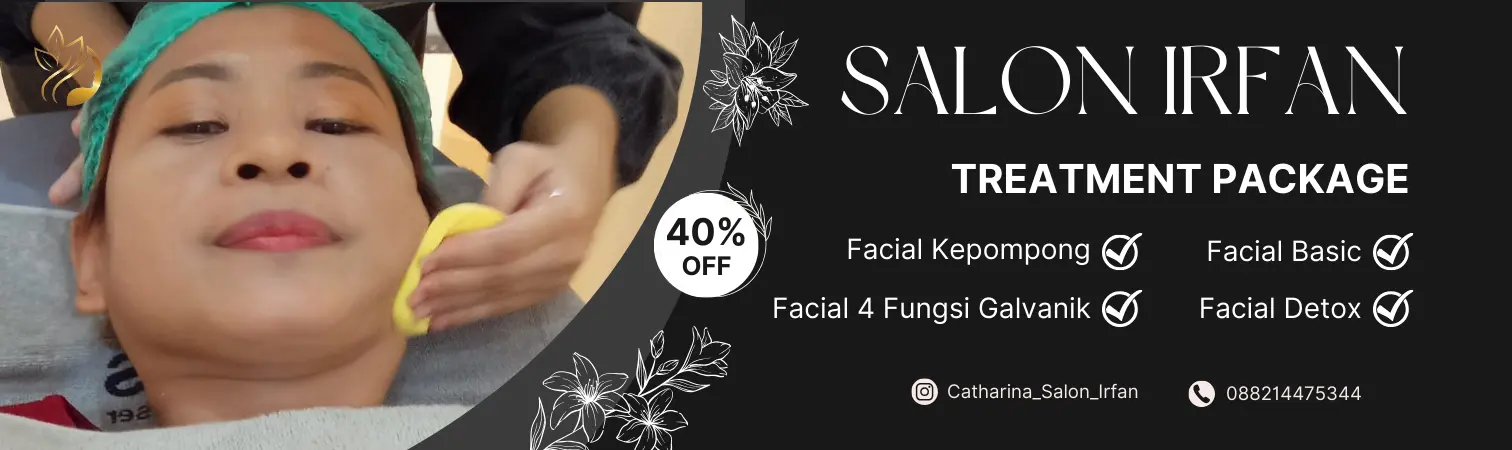 SALON IRFAN
TREATMENT PACKAGE
40%
OFF
Facial Kepompong
Facial Basic
Facial 4 Fungsi Galvanik
Facial Detox
Catharina_Salon_Irfan
088214475344